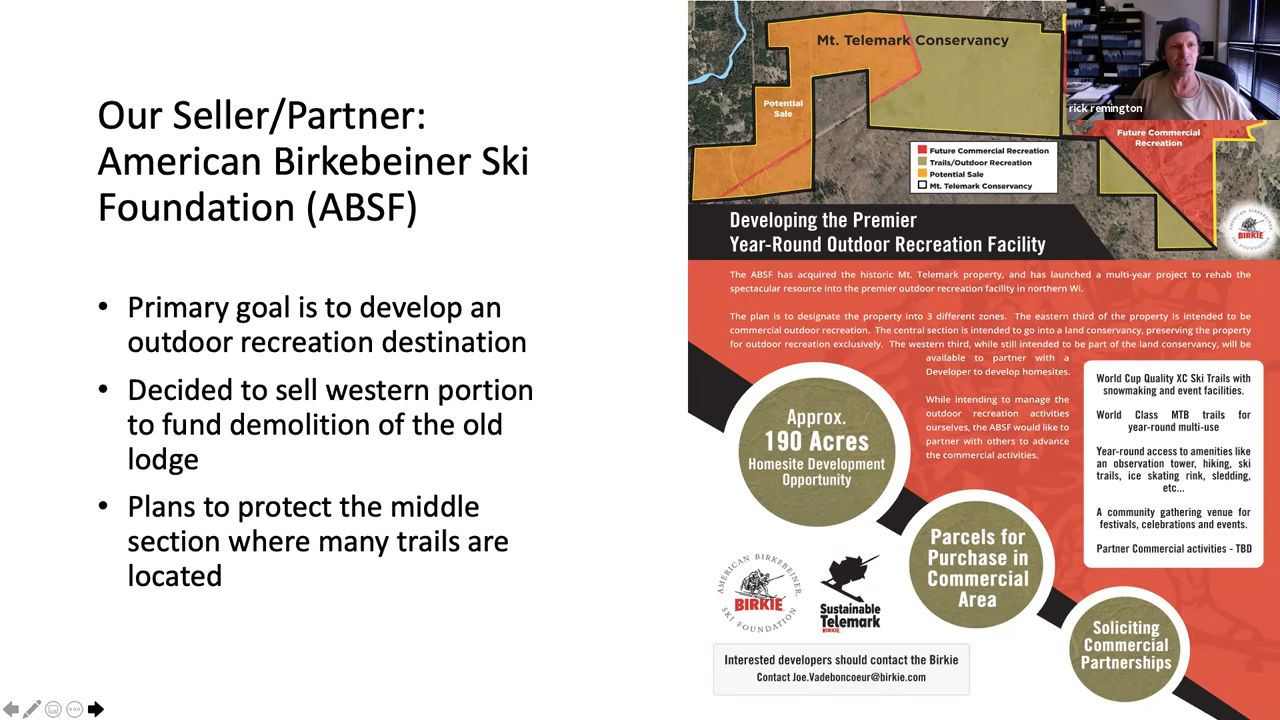 Our Seller/Partner:
American Birkebeiner Ski
Foundation (ABSF)
• Primary goal is to develop an
outdoor recreation destination
• Decided to sell western portion
to fund demolition of the old
lodge
• Plans to protect the middle
section where many trails are
located
Mt. Telemark Conservancy
Potential
Sale
Future Commercial Recreation
Trails/Outdoor Recreation
Potential Sale
Mt. Telemark Conservancy
rick remington
Future Commercial
Recreation
AMERICAN BIRKEBEINER
BIRKIE
SKI FOUNDATION
Developing the Premier
Year-Round Outdoor Recreation Facility
The ABSF has acquired the historic Mt. Telemark property, and has launched a multi-year project to rehab the
spectacular resource into the premier outdoor recreation facility in northern Wi.
The plan is to designate the property into 3 different zones. The eastern third of the property is intended to be
commercial outdoor recreation. The central section is intended to go into a land conservancy, preserving the property
for outdoor recreation exclusively. The western third, while still intended to be part of the land conservancy, will be
available to partner with a
Developer to develop homesites.
While intending to manage the
outdoor recreation activities
ourselves, the ABSF would like to
partner with others to advance
the commercial activities.
World Cup Quality XC Ski Trails with
snowmaking and event facilities.
World Class MTB trails for
year-round multi-use
Year-round access to amenities like
an observation tower, hiking, ski
trails, ice skating rink, sledding,
etc...
A community gathering venue for
festivals, celebrations and events.
Partner Commercial activities - TBD
Approx.
190 Acres
Homesite Development
Opportunity
Parcels for
Purchase in
Commercial
Area
Soliciting
Commercial
Partnerships
AMERICAN BIRKEBEINER
BIRKIE
SKI FOUNDATION
Sustainable
Telemark
BIRKIE
Interested developers should contact the Birkie
Contact Joe.Vadeboncoeur@birkie.com